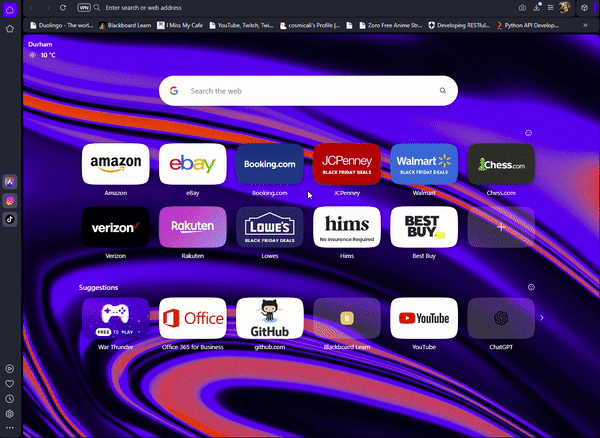 VPN
Enter search or web address
Duolingo - The worl...
Blackboard Learn
I Miss My Cafe
YouTube, Twitch, Twi...
cosmicali's Profile J...
Zoro Free Anime Str...
Developing RESTful...
Python API Develop...
»
Durham
10 °C
Search the web
amazon
ebay
Booking.com
JCPenney
BLACK FRIDAY DEALS
Walmart
BLACK FRIDAY DEALS
Chess.com
Amazon
eBay
Booking.com
JCPenney
Walmart
Chess.com
verizon
Rakuten
LOWE'S
BLACK FRIDAY DEALS
hims
No Insurance Required
BEST BUY
Verizon
Rakuten
Lowes
Hims
Best Buy
Suggestions
FREE TO PLAY
Office
GitHub
B
YouTube
War Thunder
Office 365 for Business
github.com
Blackboard Learn
YouTube
ChatGPT